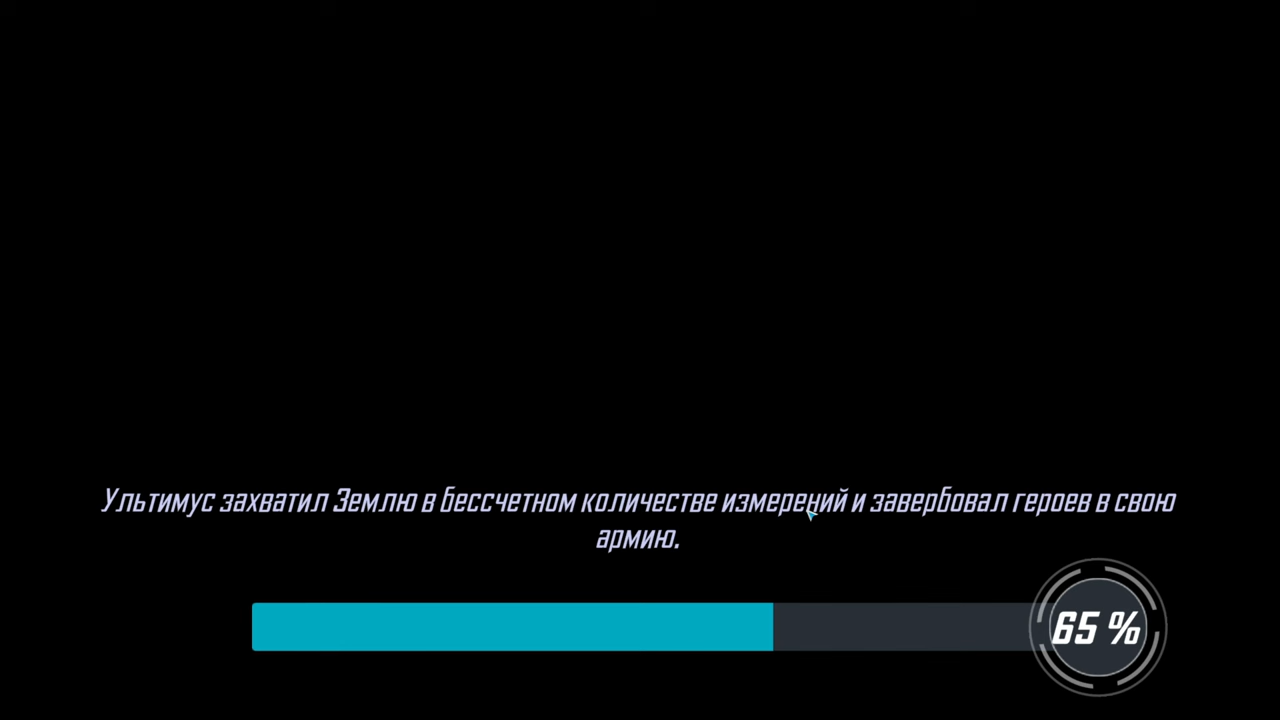 Ультимус захватил Землю в бессчетном количестве измерений и завербовал героев в свою
армию.
65 %